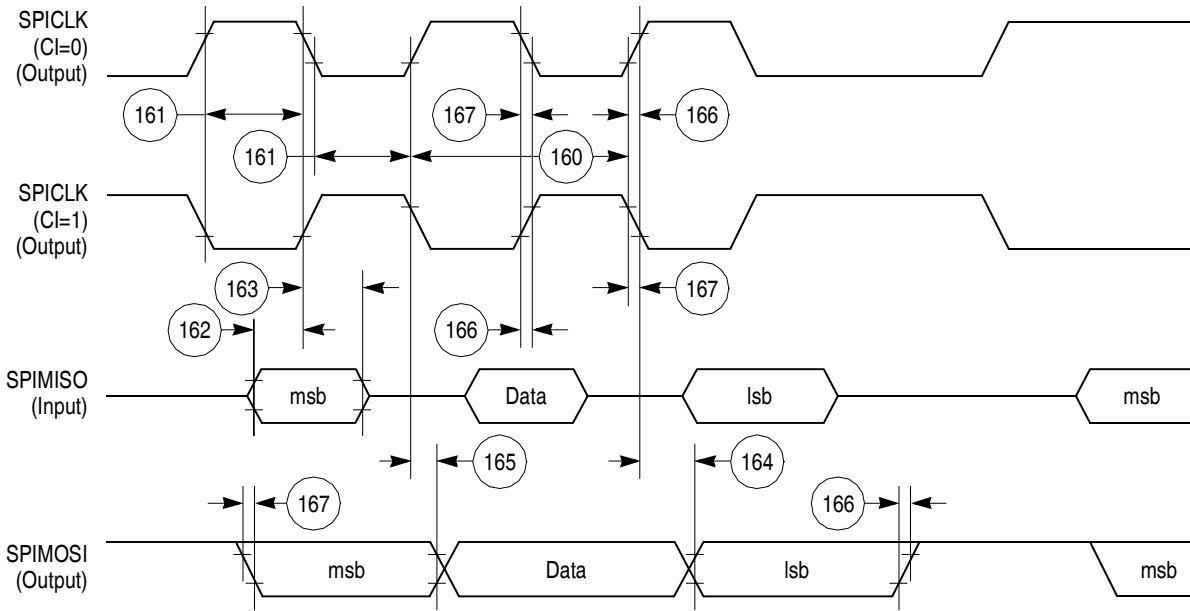 SPICLK
(CI=0)
(Output)
161
167
166
161
160
SPICLK
(CI=1)
(Output)
163
167
162
166
SPIMISO
(Input)
msb
Data
lsb
msb
165
164
167
166
SPIMOSI
(Output)
msb
Data
lsb
msb